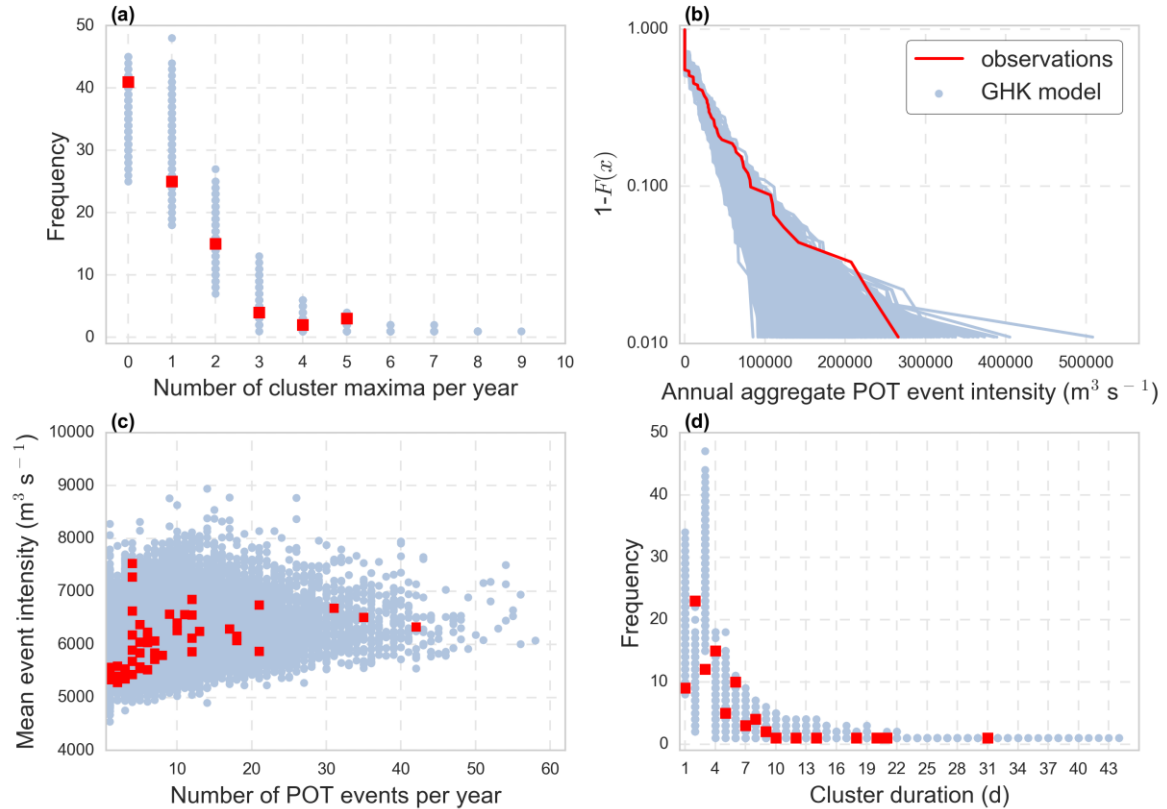 (a)
50
40
30
20
10
0
Frequency
0 1 2 3 4 5 6 7 8 9 10
Number of cluster maxima per year
(b)
1.000
0.100
0.010
1-F(x)
observations
GHK model
0 100000 200000 300000 400000 500000
Annual aggregate POT event intensity (m³ s⁻¹)
(c)
10000
9000
8000
7000
6000
5000
4000
Mean event intensity (m³ s⁻¹)
10 20 30 40 50 60
Number of POT events per year
(d)
50
40
30
20
10
0
Frequency
1 4 7 10 13 16 19 22 28 31 34 37 43
Cluster duration (d)